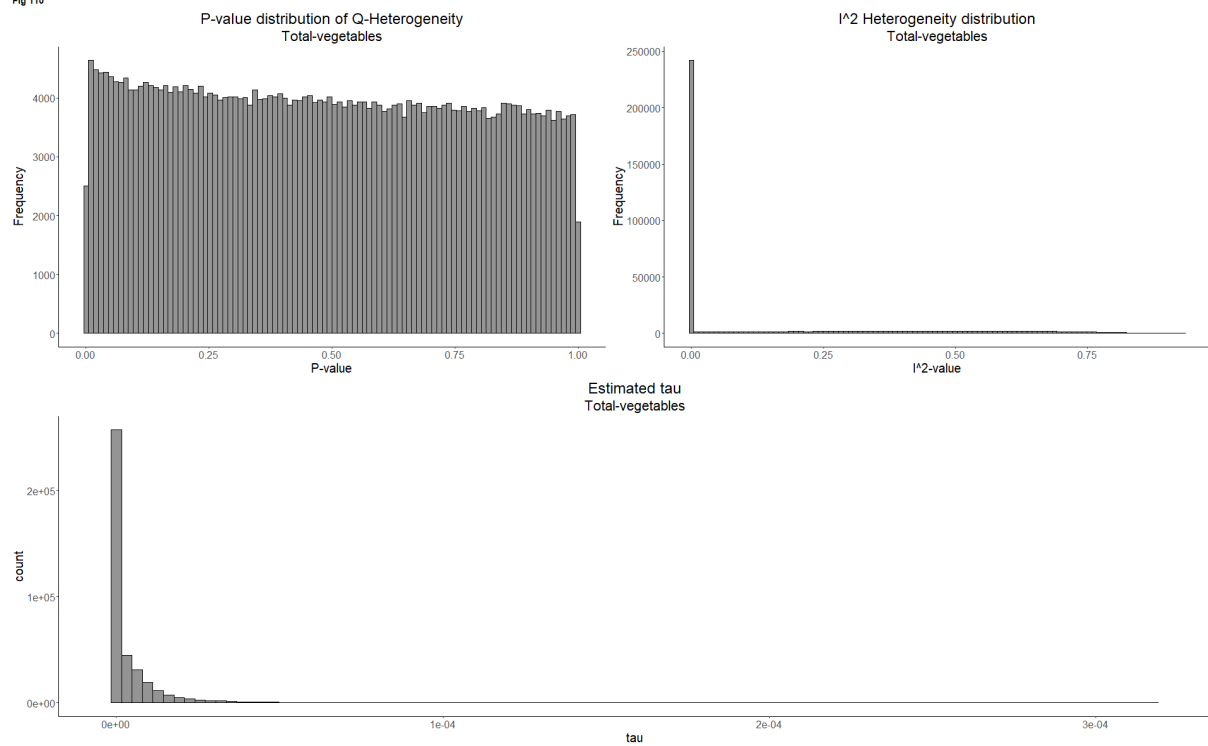 Fig 110
P-value distribution of Q-Heterogeneity
Total-vegetables
Frequency
4000
3000
2000
1000
0
0.00 0.25 0.50 0.75 1.00
P-value
I^2 Heterogeneity distribution
Total-vegetables
Frequency
250000
200000
150000
100000
50000
0
0.00 0.25 0.50 0.75
I^2-value
Estimated tau
Total-vegetables
count
2e+05
1e+05
0e+00
0e+00 1e-04 2e-04 3e-04
tau